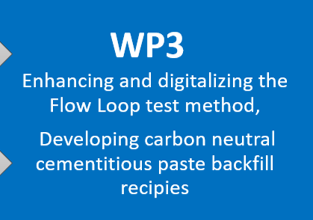 WP3
Enhancing and digitalizing the
Flow Loop test method,
Developing carbon neutral
cementitious paste backfill
recipies